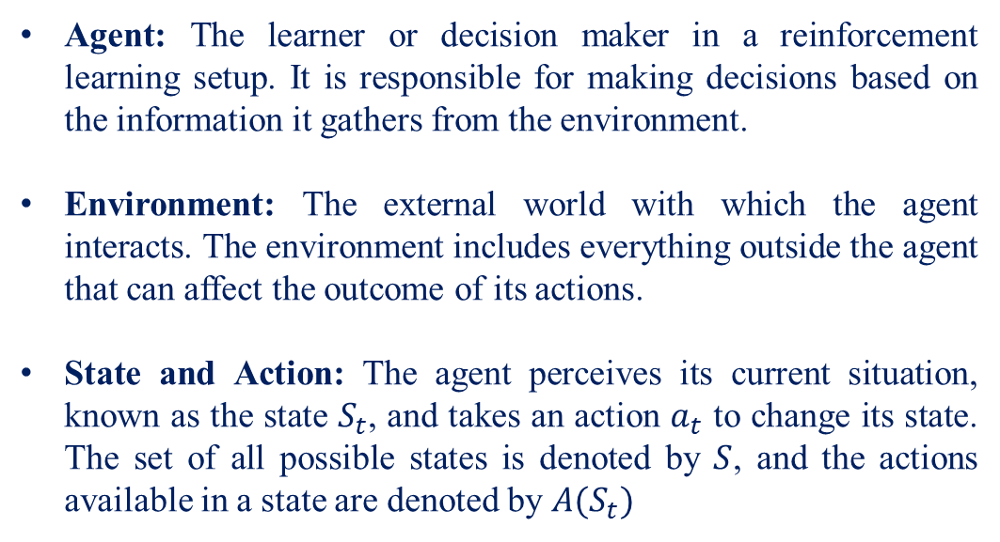 • Agent: The learner or decision maker in a reinforcement
learning setup. It is responsible for making decisions based on
the information it gathers from the environment.
• Environment: The external world with which the agent
interacts. The environment includes everything outside the agent
that can affect the outcome of its actions.
• State and Action: The agent perceives its current situation,
known as the state Sₜ, and takes an action aₜ to change its state.
The set of all possible states is denoted by S, and the actions
available in a state are denoted by A(Sₜ)